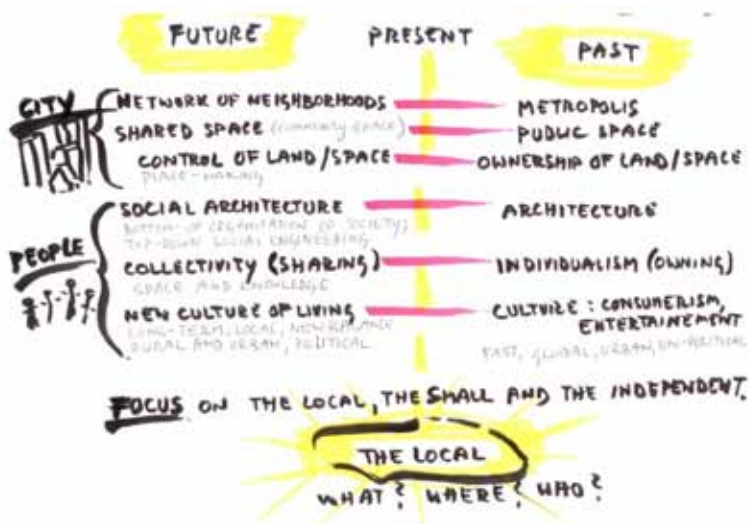 FUTURE PRESENT PAST
CITY
NETWORK OF NEIGHBORHOODS METROPOLIS
SHARED SPACE (COMMUNITY SPACE) PUBLIC SPACE
CONTROL OF LAND/SPACE OWNERSHIP OF LAND/SPACE
PLACE-MAKING
PEOPLE
SOCIAL ARCHITECTURE ARCHITECTURE
BOTTOM-UP ORGANISATION OF SOCIETY,
TOP-DOWN SOCIAL ENGINEERING
COLLECTIVITY (SHARING) INDIVIDUALISM (OWNING)
SPACE AND KNOWLEDGE
NEW CULTURE OF LIVING CULTURE: CONSUMERISM,
ENTERTAINEMENT
LONG-TERM, LOCAL, NEW BALANCE
RURAL AND URBAN, POLITICAL FAST, GLOBAL, URBAN, UN-POLITICAL
FOCUS ON THE LOCAL, THE SMALL AND THE INDEPENDENT.
THE LOCAL
WHAT? WHERE? WHO?